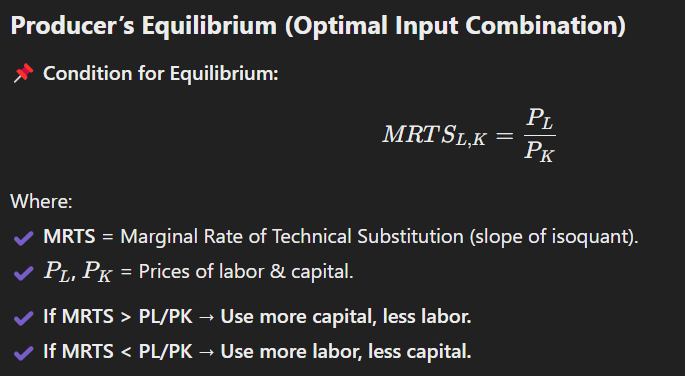 Producer's Equilibrium (Optimal Input Combination)
📌 Condition for Equilibrium:
MRTS_{L,K} = \frac{P_L}{P_K}
Where:
✔ MRTS = Marginal Rate of Technical Substitution (slope of isoquant).
✔ P_L, P_K = Prices of labor & capital.
✔ If MRTS > PL/PK → Use more capital, less labor.
✔ If MRTS < PL/PK → Use more labor, less capital.